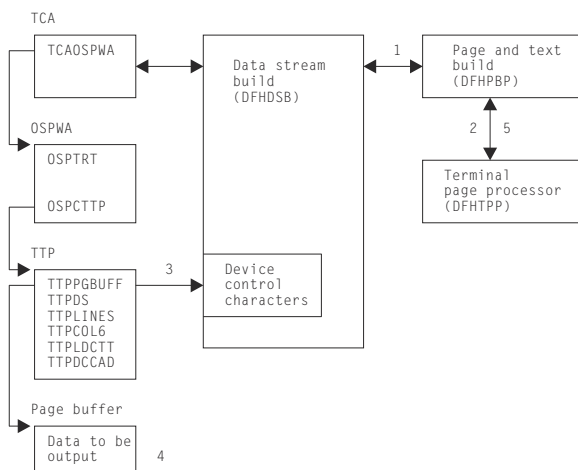 TCA
TCAOSPWA
OSPWA
OSPTRT
OSPCTTP
TTP
TTPPGBUFF
TTPDS
TTPLINES
TTPCOL6
TTPLDCTT
TTPDCCAD
Page buffer
Data to be
output
4
3
Data stream
build
(DFHDSB)
Device
control
characters
1
Page and text
build
(DFHPBP)
2 5
Terminal
page processor
(DFHTPP)